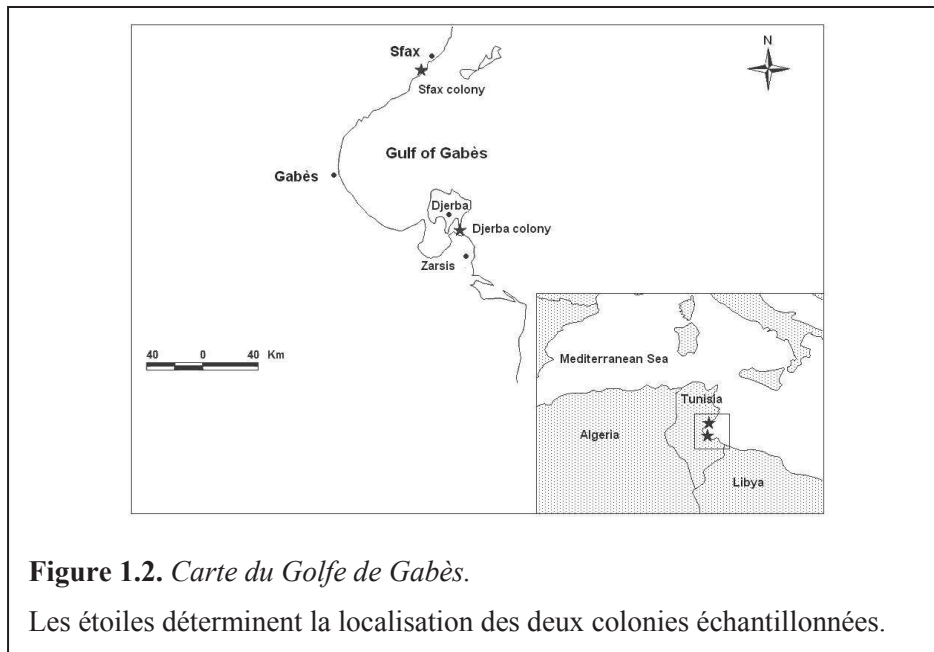 N
Sfax
Sfax colony
Gulf of Gabès
Gabès
Djerba
Djerba colony
Zarsis
40 0 40 Km
Mediterranean Sea
Tunisia
Algeria
Libya
Figure 1.2. Carte du Golfe de Gabès.
Les étoiles déterminent la localisation des deux colonies échantillonnées.